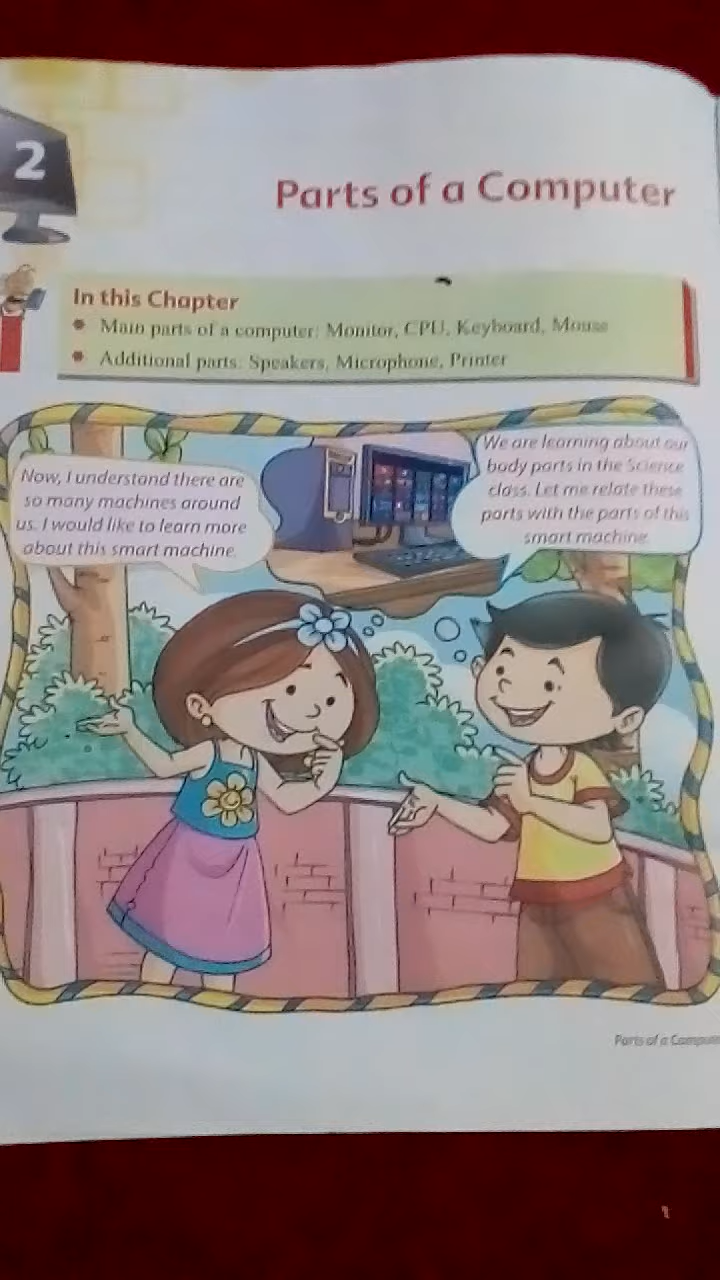 2
Parts of a Computer
In this Chapter
Main parts of a computer: Monitor, CPU, Keyboard, Mouse
Additional parts: Speakers, Microphone, Printer
Now, I understand there are
so many machines around
us. I would like to learn more
about this smart machine.
We are learning about our
body parts in the Science
class. Let me relate these
parts with the parts of this
smart machine.
Parts of a Compu